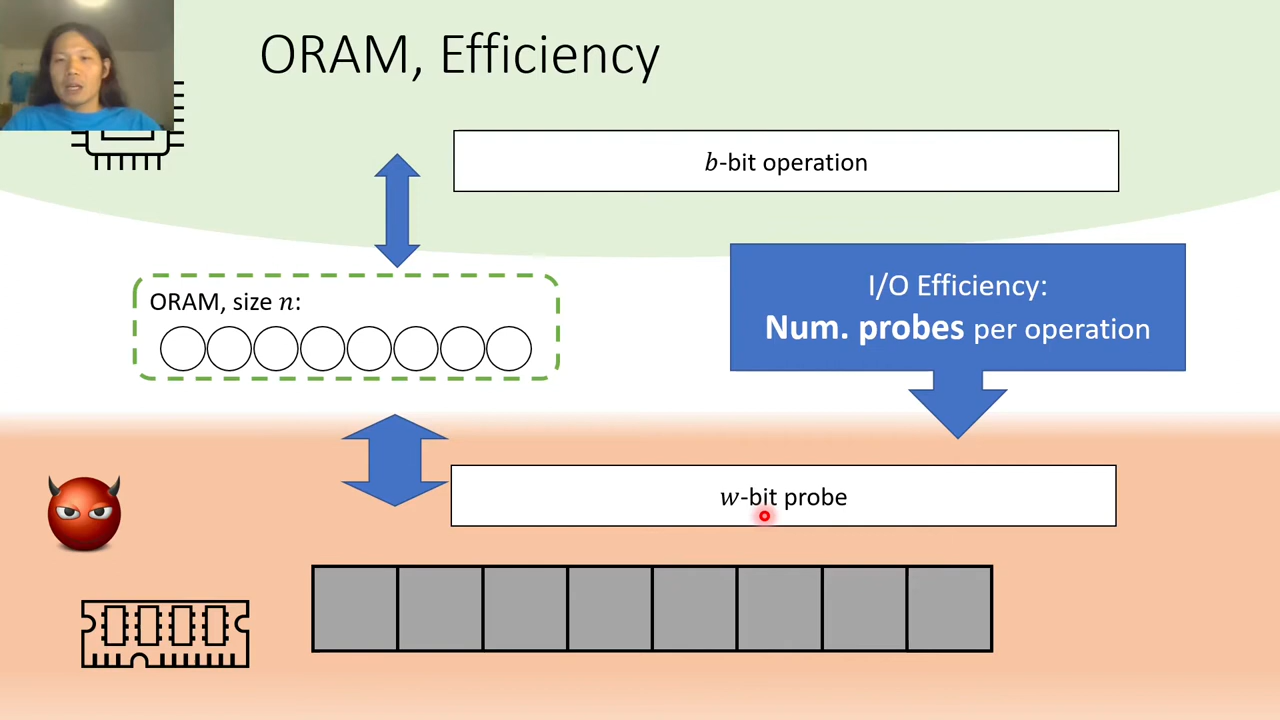 ORAM, Efficiency
b-bit operation
ORAM, size n:
I/O Efficiency:
Num. probes per operation
w-bit probe